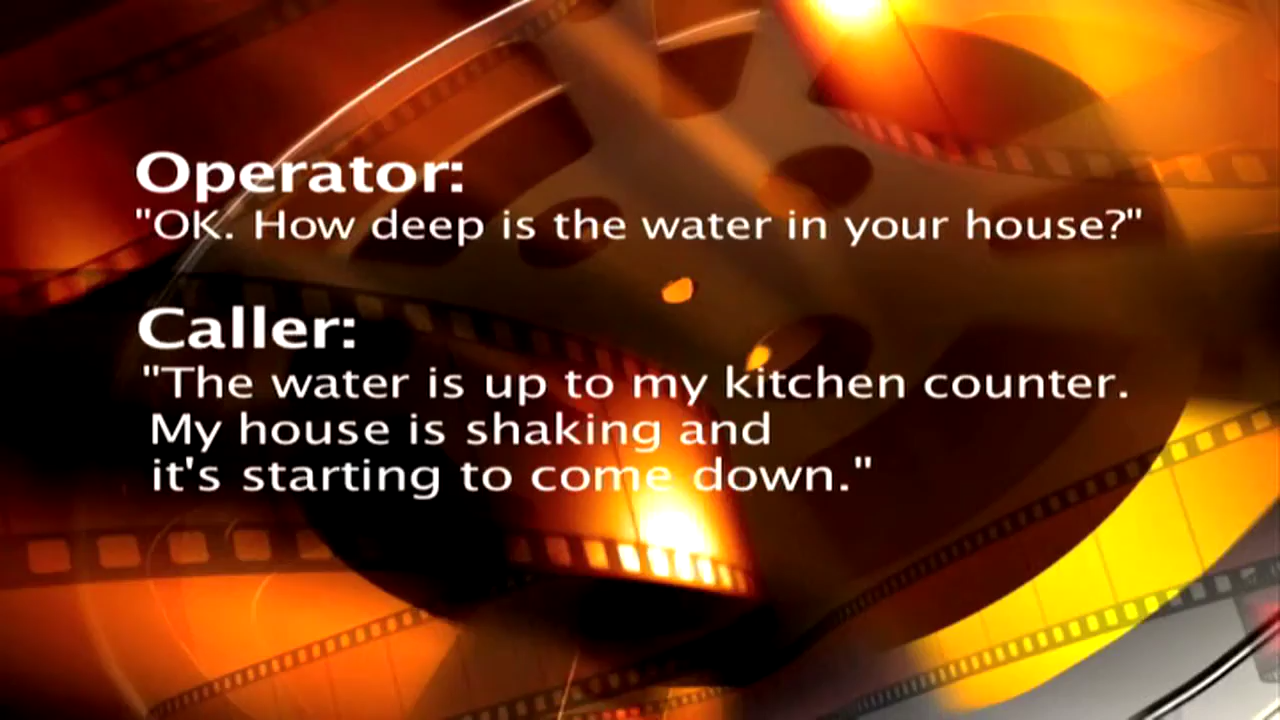 Operator:
"OK. How deep is the water in your house?"
Caller:
"The water is up to my kitchen counter.
My house is shaking and
it's starting to come down."